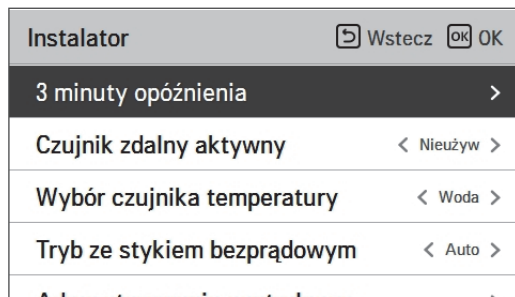 Instalator Wstecz OK OK
3 minuty opóźnienia >
Czujnik zdalny aktywny < Nieużyw >
Wybór czujnika temperatury < Woda >
Tryb ze stykiem bezprądowym < Auto >